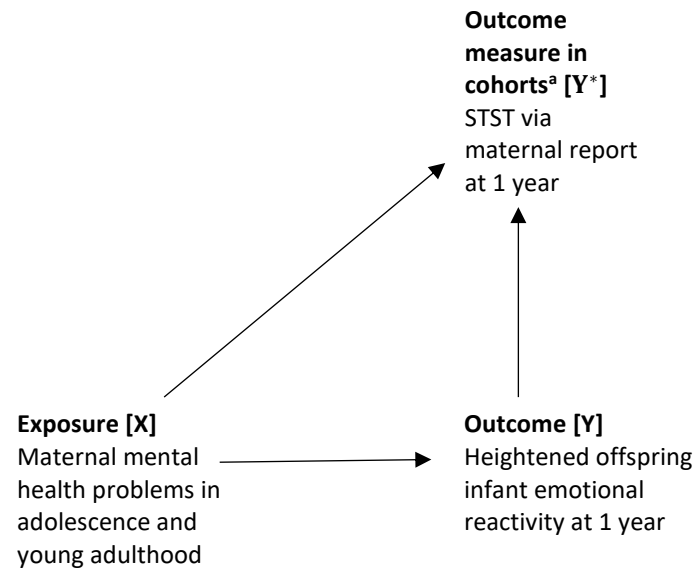 Outcome
measure in
cohortsᵃ [Y*]
STST via
maternal report
at 1 year
Exposure [X]
Maternal mental
health problems in
adolescence and
young adulthood
Outcome [Y]
Heightened offspring
infant emotional
reactivity at 1 year